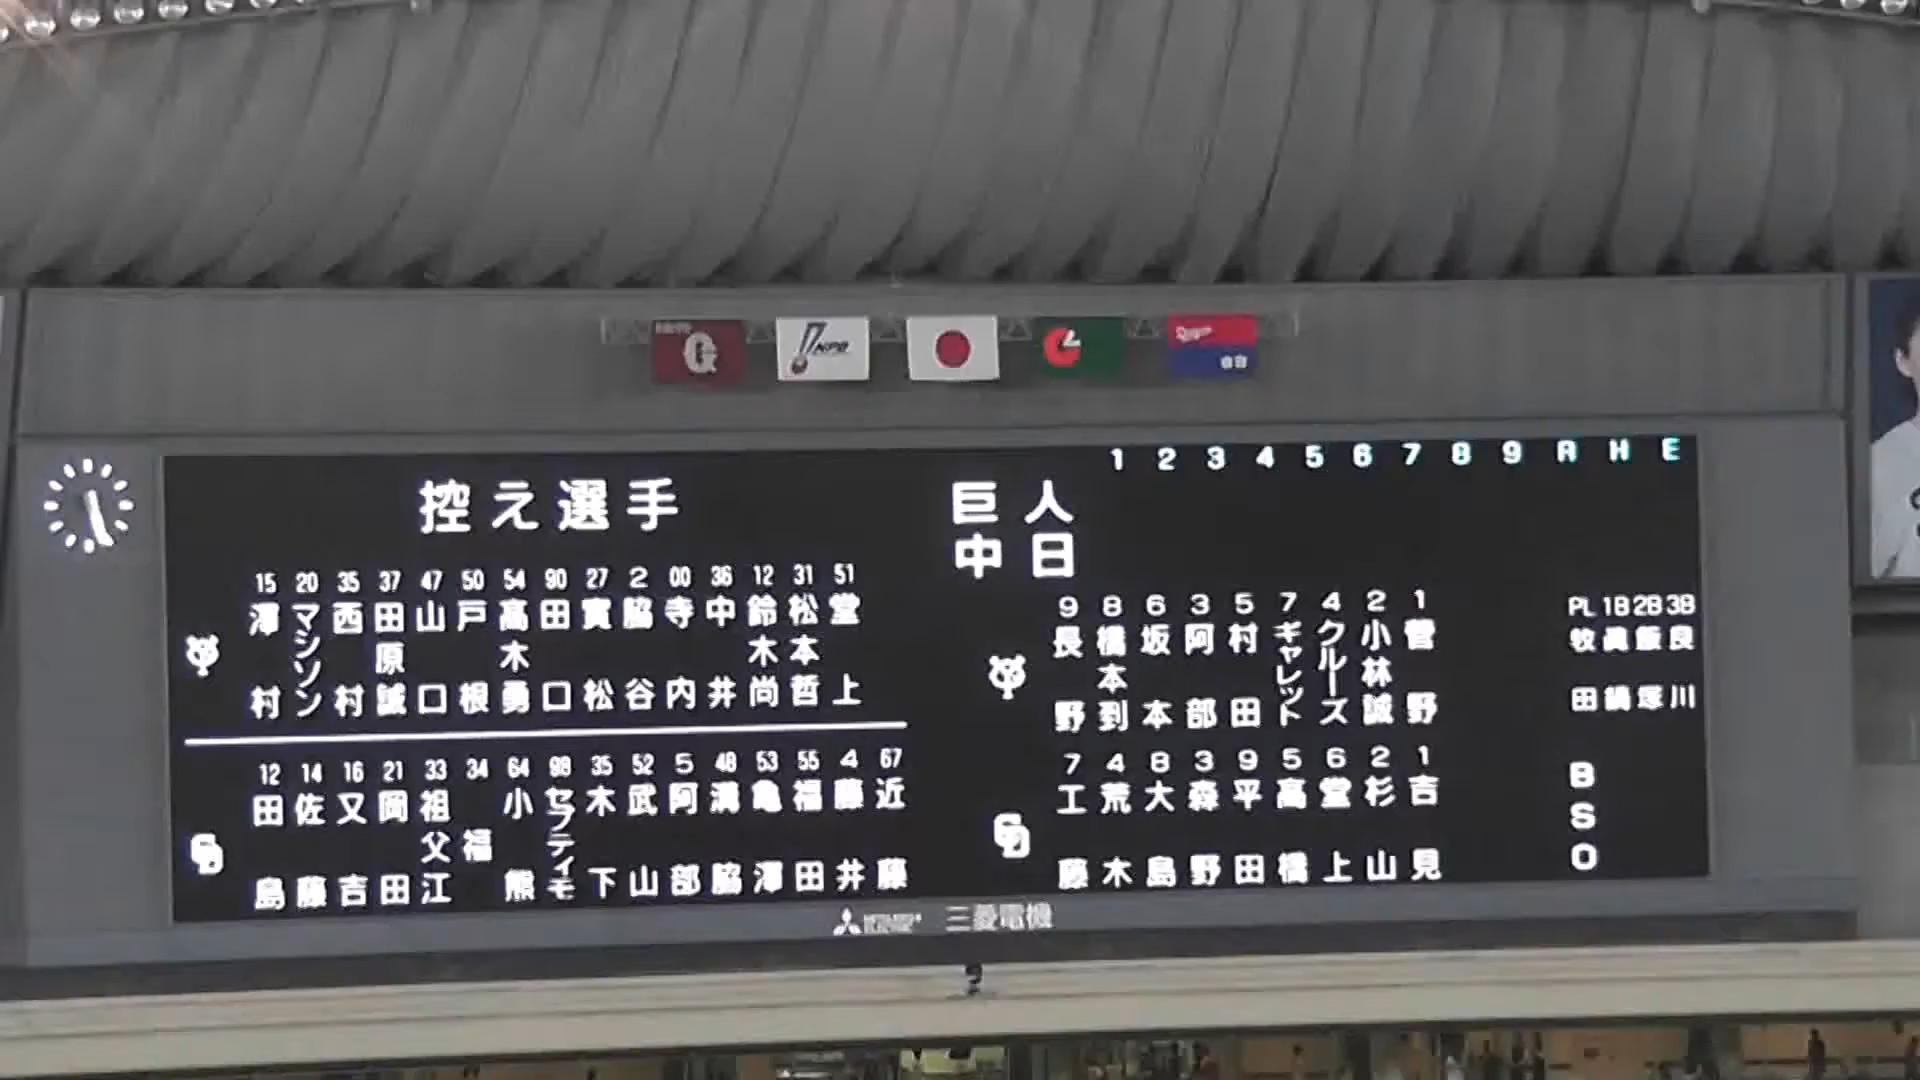 G
NPB
控え選手
15 20 35 37 47 50 54 90 27 2 00 36 12 31 51
澤村 マシソン 西村 田原誠 山口 戸根 高木勇 田口 實松 脇谷 寺内 中井 鈴木尚 松本哲 堂上
12 14 16 21 33 34 64 98 35 52 5 48 53 55 4 67
田島 佐藤 又吉 岡田 祖父江 福 小熊 セプティモ 木下 武山 阿部 溝脇 亀澤 福田 藤井 近藤
1 2 3 4 5 6 7 8 9 R H E
巨人
中日
9 8 6 3 5 7 4 2 1
長野 橋本到 坂本 阿部 村田 ギャレット クルーズ 小林誠 菅野
7 4 8 3 9 5 6 2 1
工藤 荒木 大島 森野 平田 高橋 堂上 杉山 吉見
PL 1B 2B 3B
牧田 眞鍋 飯塚 良川
B
S
O
三菱電機